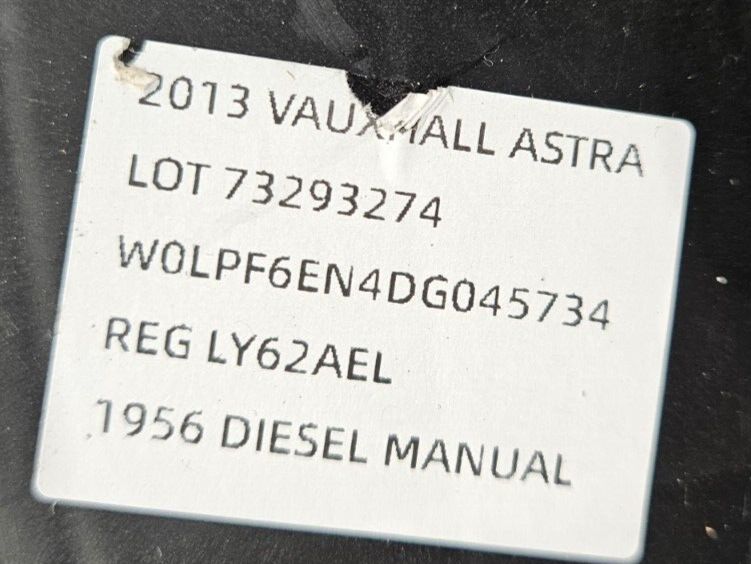 2013 VAUXHALL ASTRA
LOT 73293274
W0LPF6EN4DG045734
REG LY62AEL
1956 DIESEL MANUAL